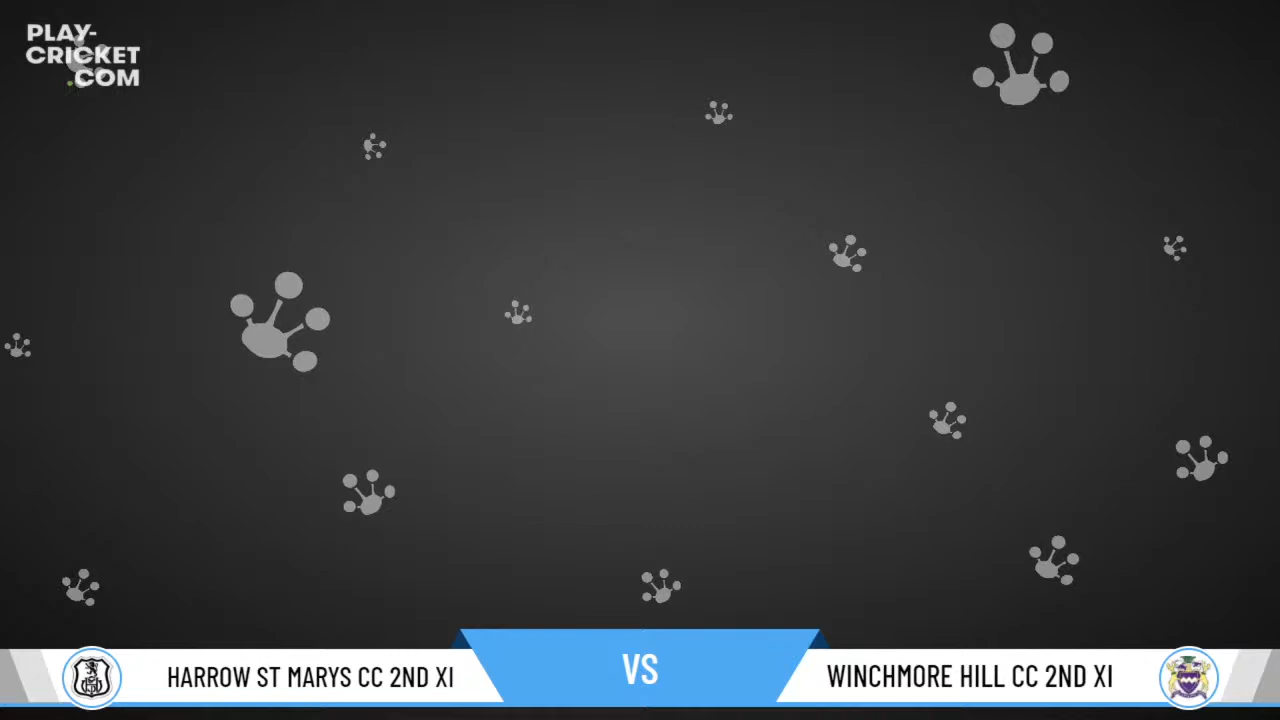 PLAY-
CRICKET
.COM
HARROW ST MARYS CC 2ND XI
VS
WINCHMORE HILL CC 2ND XI